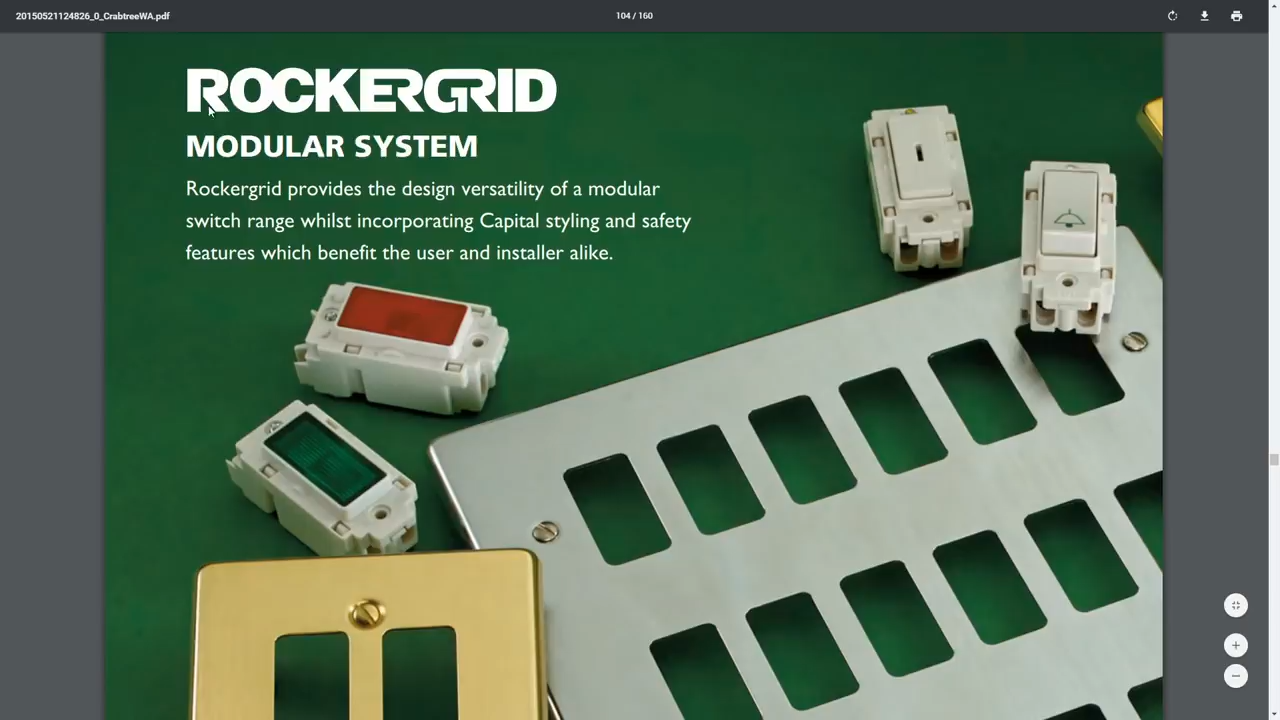 20150521124826_0_CrabtreeWA.pdf
104 / 160
ROCKERGRID
MODULAR SYSTEM
Rockergrid provides the design versatility of a modular
switch range whilst incorporating Capital styling and safety
features which benefit the user and installer alike.